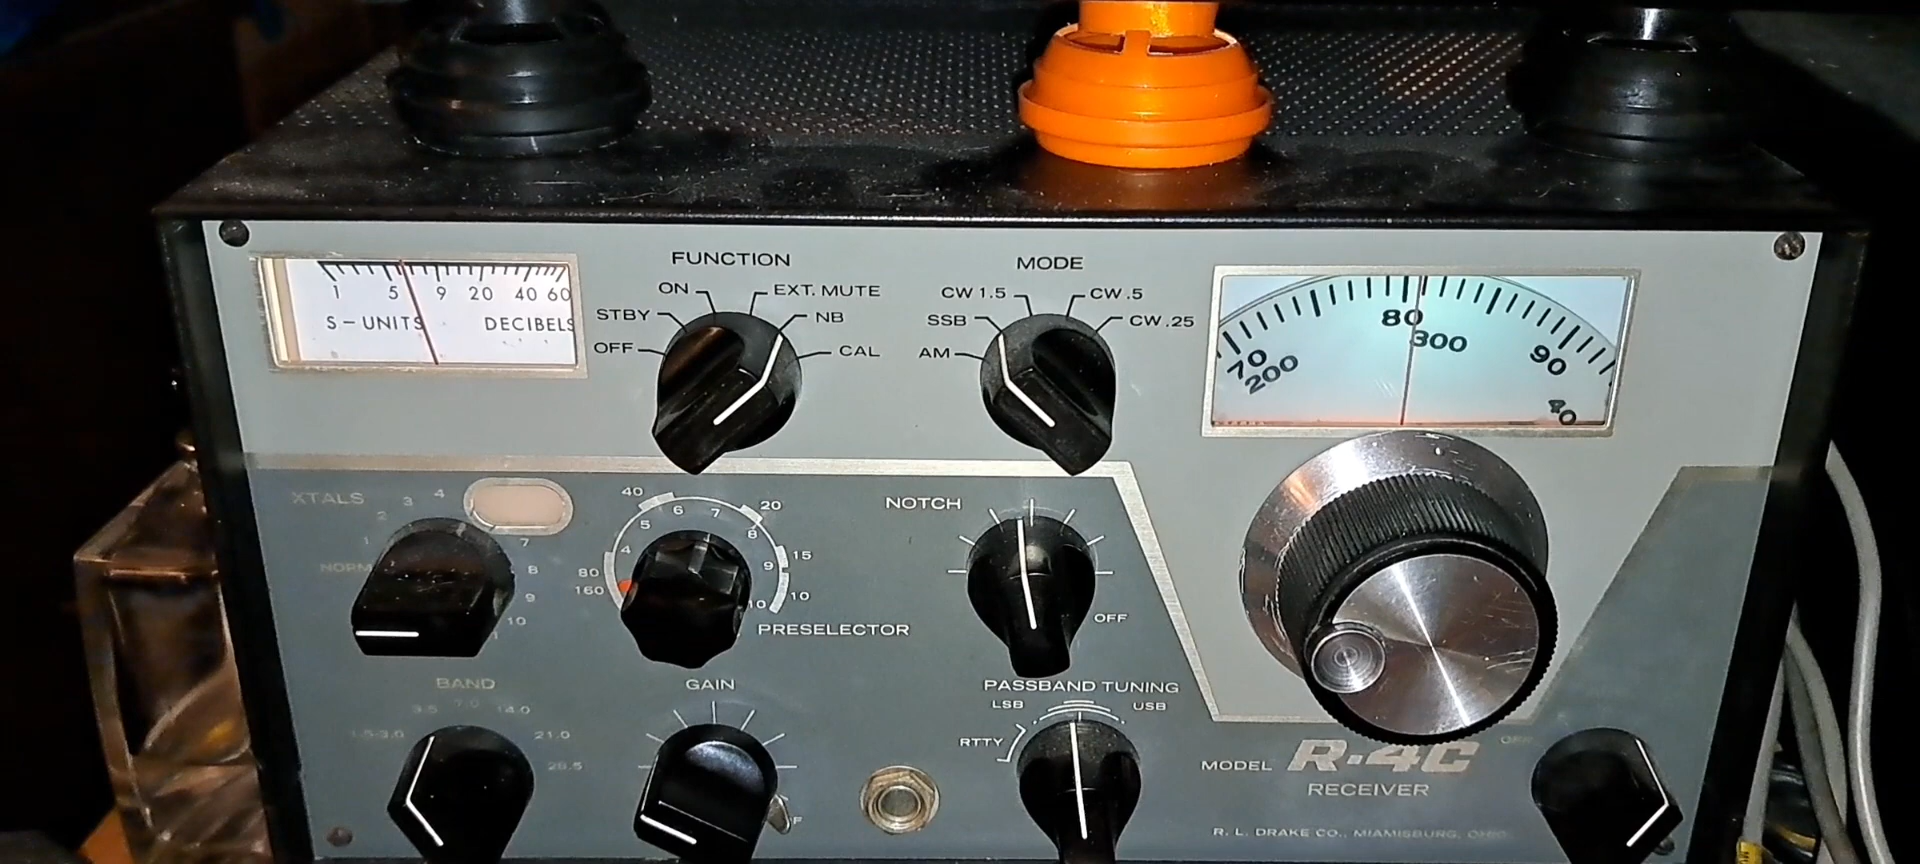 FUNCTION
ON
EXT. MUTE
STBY
NB
OFF
CAL
MODE
CW 1.5
CW .5
SSB
CW .25
AM
1 5 9 20 40 60
S-UNITS DECIBELS
70 80 90
200 300 40
XTALS
NORM 1 2 3 4
7 8 9 10
40 20
80 15
160 10
4 5 6 7 8 9 10
PRESELECTOR
NOTCH
OFF
BAND
1.5-3.0 3.5 7.0 14.0 21.0 28.5
GAIN
PASSBAND TUNING
LSB USB
RTTY
MODEL R-4C
RECEIVER
R. L. DRAKE CO., MIAMISBURG, OHIO